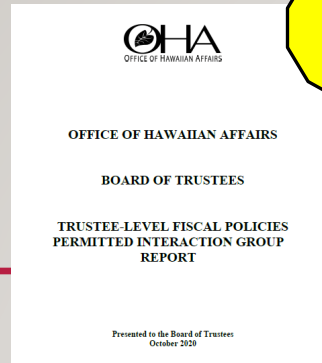 OHA
OFFICE OF HAWAIIAN AFFAIRS
OFFICE OF HAWAIIAN AFFAIRS
BOARD OF TRUSTEES
TRUSTEE-LEVEL FISCAL POLICIES
PERMITTED INTERACTION GROUP
REPORT
Presented to the Board of Trustees
October 2020